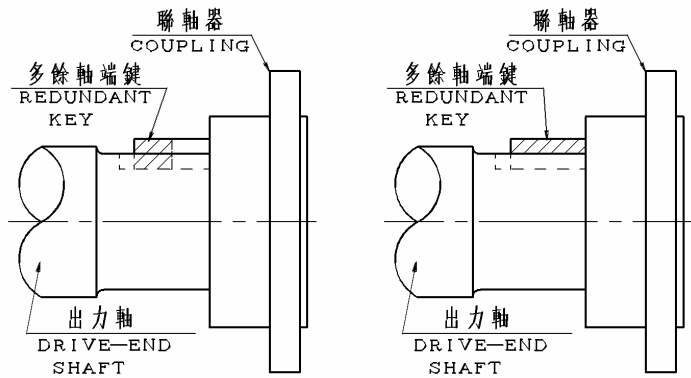 聯軸器
COUPLING
多餘軸端鍵
REDUNDANT
KEY
出力軸
DRIVE-END
SHAFT
聯軸器
COUPLING
多餘軸端鍵
REDUNDANT
KEY
出力軸
DRIVE-END
SHAFT